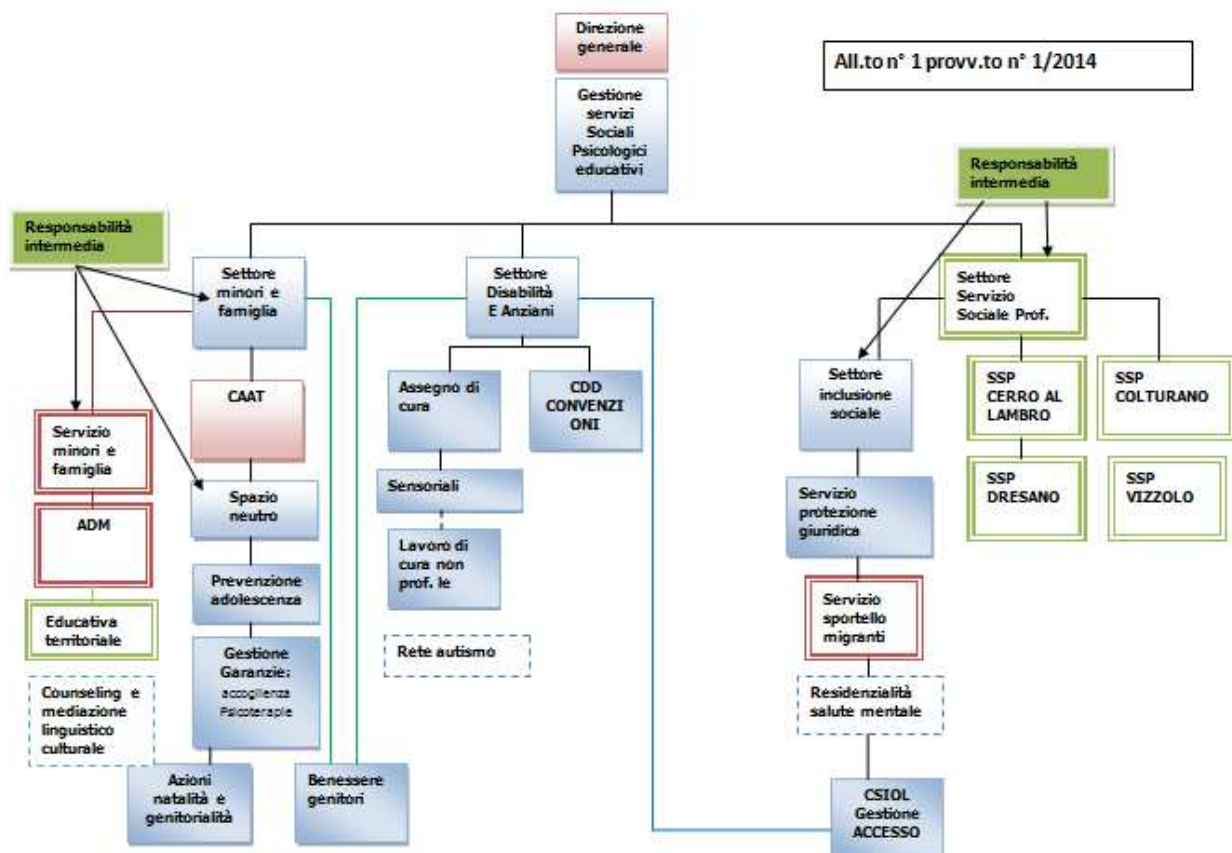 Direzione
generale
All.to n° 1 provv.to n° 1/2014
Gestione
servizi
Sociali
Psicologici
educativi
Responsabilità
intermedia
Responsabilità
intermedia
Settore
minori e
famiglia
Settore
Disabilità
E Anziani
Settore
Servizio
Sociale Prof.
CAAT
Assegno di
cura
CDD
CONVENZI
ONI
Settore
inclusione
sociale
SSP
CERRO AL
LAMBRO
SSP
COLTURANO
Servizio
minori e
famiglia
Spazio
neutro
Sensoriali
Servizio
protezione
giuridica
SSP
DRESANO
SSP
VIZZOLO
ADM
Lavoro di
cura non
prof. le
Prevenzione
adolescenza
Servizio
sportello
migranti
Educativa
territoriale
Gestione
Garanzie:
accoglienza
Psicoterapie
Rete autismo
Counseling e
mediazione
linguistico
culturale
Residenzialità
salute mentale
Azioni
natalità e
genitorialità
Benessere
genitori
CSIOL
Gestione
ACCESSO